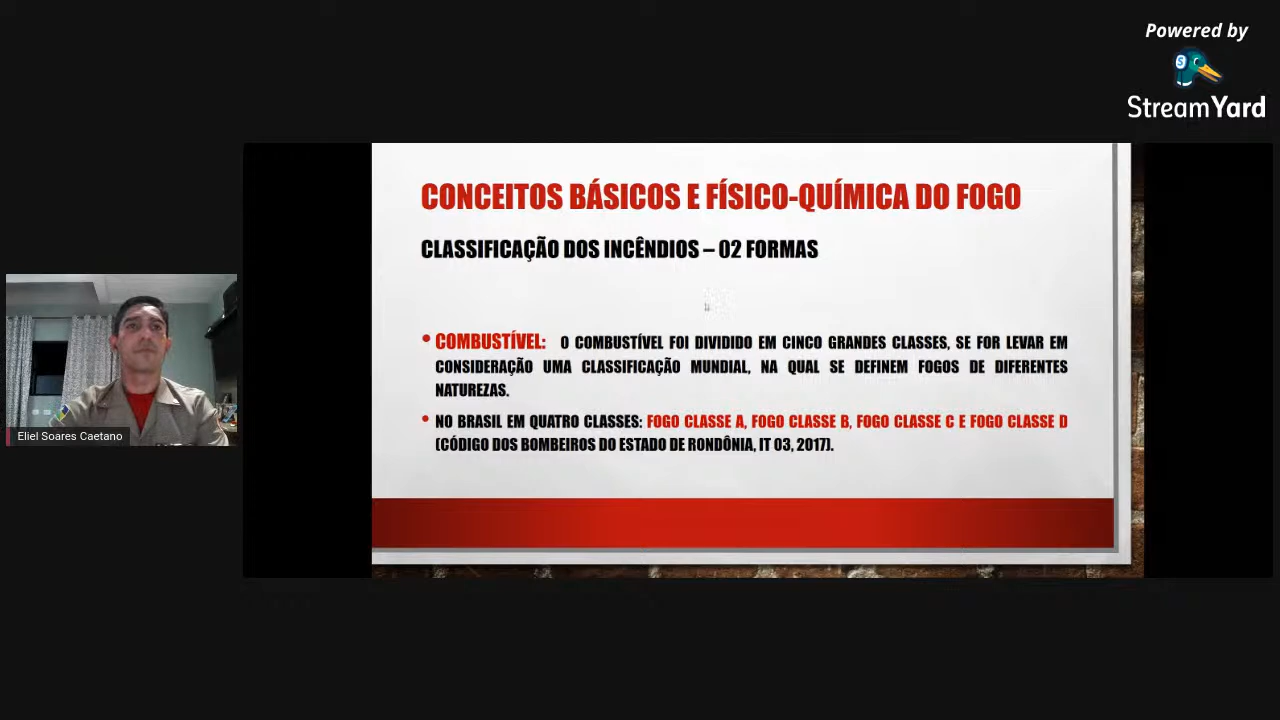 Powered by
StreamYard
CONCEITOS BÁSICOS E FÍSICO-QUÍMICA DO FOGO
CLASSIFICAÇÃO DOS INCÊNDIOS – 02 FORMAS
• COMBUSTÍVEL: O COMBUSTÍVEL FOI DIVIDIDO EM CINCO GRANDES CLASSES, SE FOR LEVAR EM
CONSIDERAÇÃO UMA CLASSIFICAÇÃO MUNDIAL, NA QUAL SE DEFINEM FOGOS DE DIFERENTES
NATUREZAS.
• NO BRASIL EM QUATRO CLASSES: FOGO CLASSE A, FOGO CLASSE B, FOGO CLASSE C E FOGO CLASSE D
(CÓDIGO DOS BOMBEIROS DO ESTADO DE RONDÔNIA, IT 03, 2017).
Eliel Soares Caetano